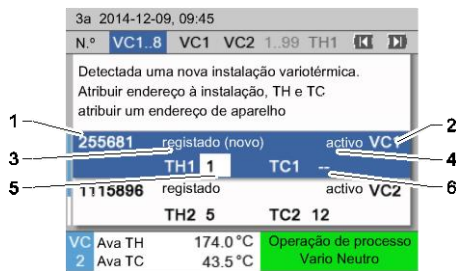 3a 2014-12-09, 09:45
N.º VC1..8 VC1 VC2 1..99 TH1
Detectada uma nova instalação variotérmica.
Atribuir endereço à instalação, TH e TC
atribuir um endereço de aparelho
1
2
255681 registado (novo) activo VC1
3
4
TH1 1 TC1 --
5
6
1115896 registado activo VC2
TH2 5 TC2 12
VC 2
Ava TH 174.0 °C
Ava TC 43.5 °C
Operação de processo
Vario Neutro